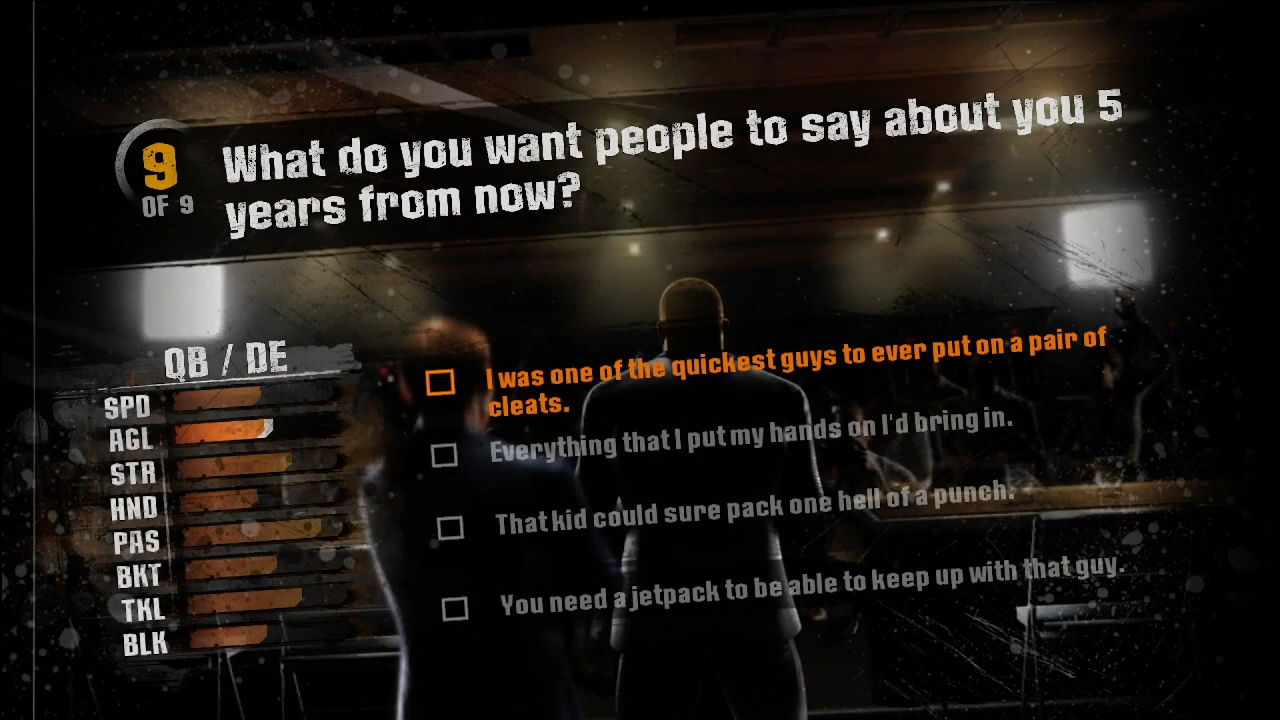 9
OF 9
What do you want people to say about you 5
years from now?
QB / DE
SPD
AGL
STR
HND
PAS
BKT
TKL
BLK
I was one of the quickest guys to ever put on a pair of
cleats.
Everything that I put my hands on I'd bring in.
That kid could sure pack one hell of a punch.
You need a jetpack to be able to keep up with that guy.